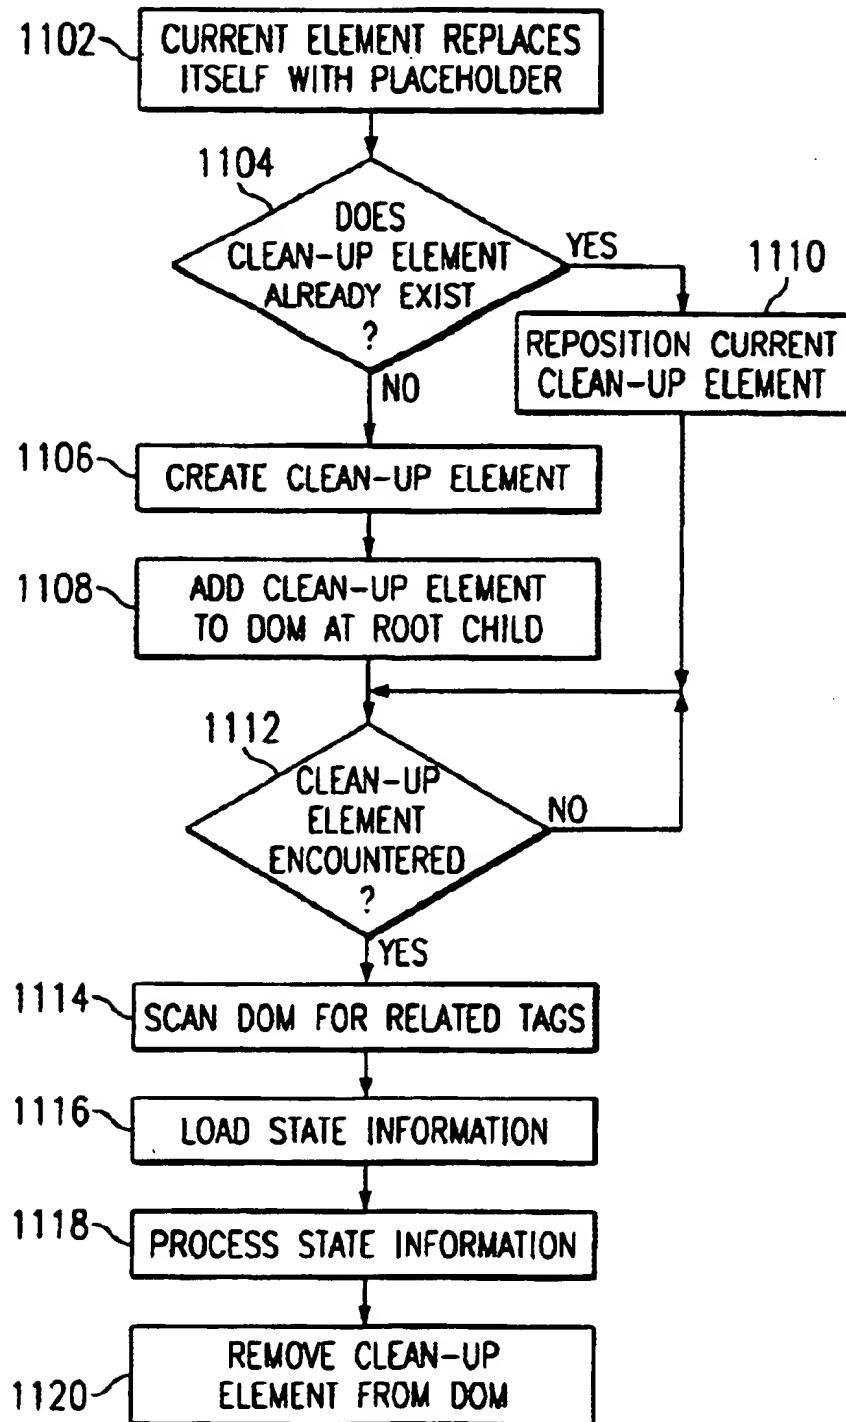 1102
CURRENT ELEMENT REPLACES
ITSELF WITH PLACEHOLDER
1104
DOES
CLEAN-UP ELEMENT
ALREADY EXIST
?
YES
1110
REPOSITION CURRENT
CLEAN-UP ELEMENT
NO
1106
CREATE CLEAN-UP ELEMENT
1108
ADD CLEAN-UP ELEMENT
TO DOM AT ROOT CHILD
1112
CLEAN-UP
ELEMENT
ENCOUNTERED
?
NO
YES
1114
SCAN DOM FOR RELATED TAGS
1116
LOAD STATE INFORMATION
1118
PROCESS STATE INFORMATION
1120
REMOVE CLEAN-UP
ELEMENT FROM DOM